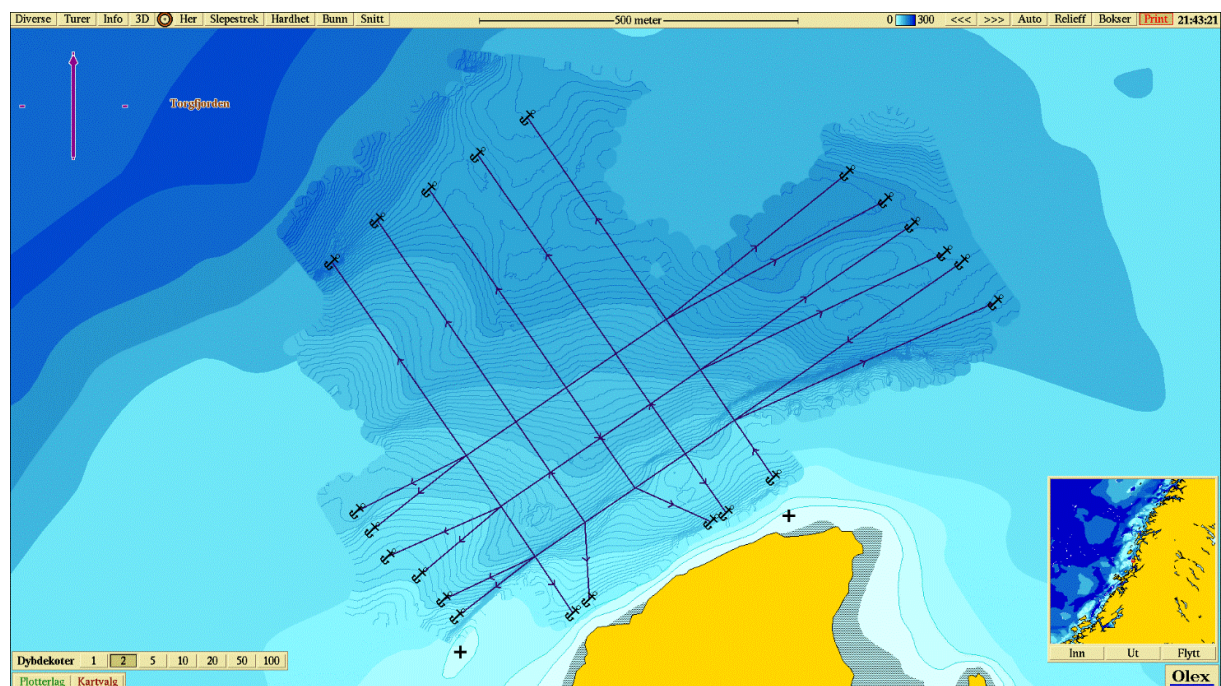 Diverse Turer Info 3D Her Slepestrek Hardhet Bunn Snitt 500 meter 0 300 <<< >>> Auto Relieff Bokser Print 21:43:21
Torgfjorden
Inn Ut Flytt
Dybdekoter 1 2 5 10 20 50 100
Plotterlag Kartvalg Olex